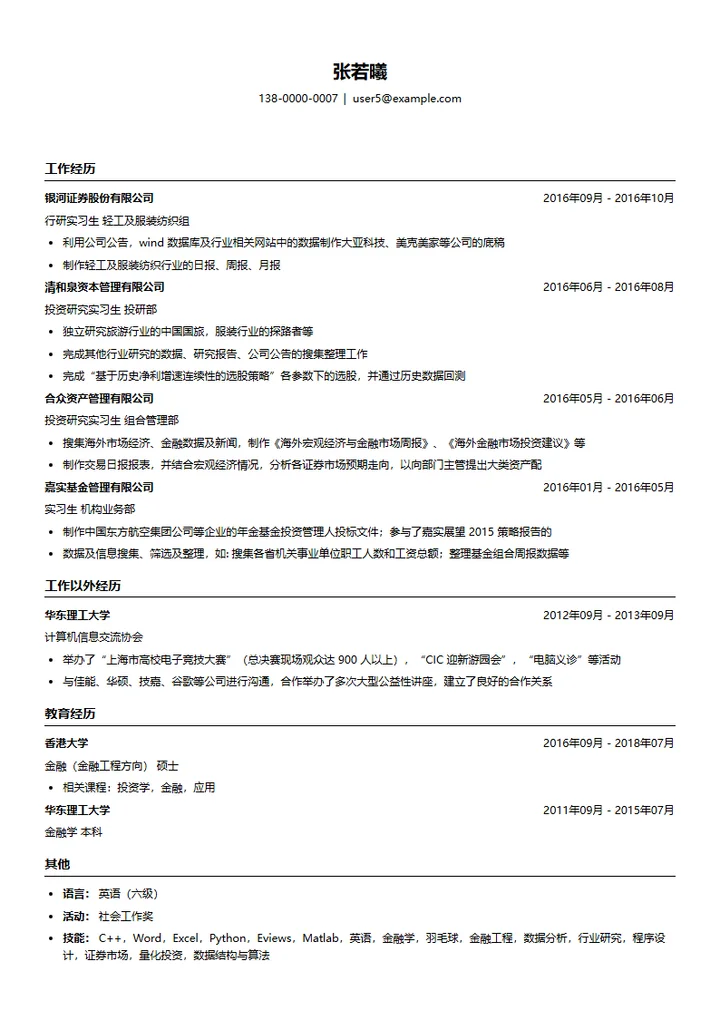 张若曦
138-0000-0007 | user5@example.com
工作经历
银河证券股份有限公司 2016年09月 - 2016年10月
行研实习生 轻工及服装纺织组
• 利用公司公告，wind 数据库及行业相关网站中的数据制作大亚科技、美克美家等公司的底稿
• 制作轻工及服装纺织行业的日报、周报、月报
清和泉资本管理有限公司 2016年06月 - 2016年08月
投资研究实习生 投研部
• 独立研究旅游行业的中国国旅，服装行业的探路者等
• 完成其他行业研究的数据、研究报告、公司公告的搜集整理工作
• 完成“基于历史净利增速连续性的选股策略”各参数下的选股，并通过历史数据回测
合众资产管理有限公司 2016年05月 - 2016年06月
投资研究实习生 组合管理部
• 搜集海外市场经济、金融数据及新闻，制作《海外宏观经济与金融市场周报》、《海外金融市场投资建议》等
• 制作交易日报报表，并结合宏观经济情况，分析各证券市场预期走向，以向部门主管提出大类资产配
嘉实基金管理有限公司 2016年01月 - 2016年05月
实习生 机构业务部
• 制作中国东方航空集团公司等企业的年金基金投资管理人投标文件；参与了嘉实展望 2015 策略报告的
• 数据及信息搜集、筛选及整理，如: 搜集各省机关事业单位职工人数和工资总额；整理基金组合周报数据等
工作以外经历
华东理工大学 2012年09月 - 2013年09月
计算机信息交流协会
• 举办了“上海市高校电子竞技大赛”（总决赛现场观众达 900 人以上），“CIC 迎新游园会”，“电脑义诊”等活动
• 与佳能、华硕、技嘉、谷歌等公司进行沟通，合作举办了多次大型公益性讲座，建立了良好的合作关系
教育经历
香港大学 2016年09月 - 2018年07月
金融（金融工程方向） 硕士
• 相关课程：投资学，金融，应用
华东理工大学 2011年09月 - 2015年07月
金融学 本科
其他
• 语言： 英语（六级）
• 活动： 社会工作奖
• 技能： C++，Word，Excel，Python，Eviews，Matlab，英语，金融学，羽毛球，金融工程，数据分析，行业研究，程序设
计，证券市场，量化投资，数据结构与算法